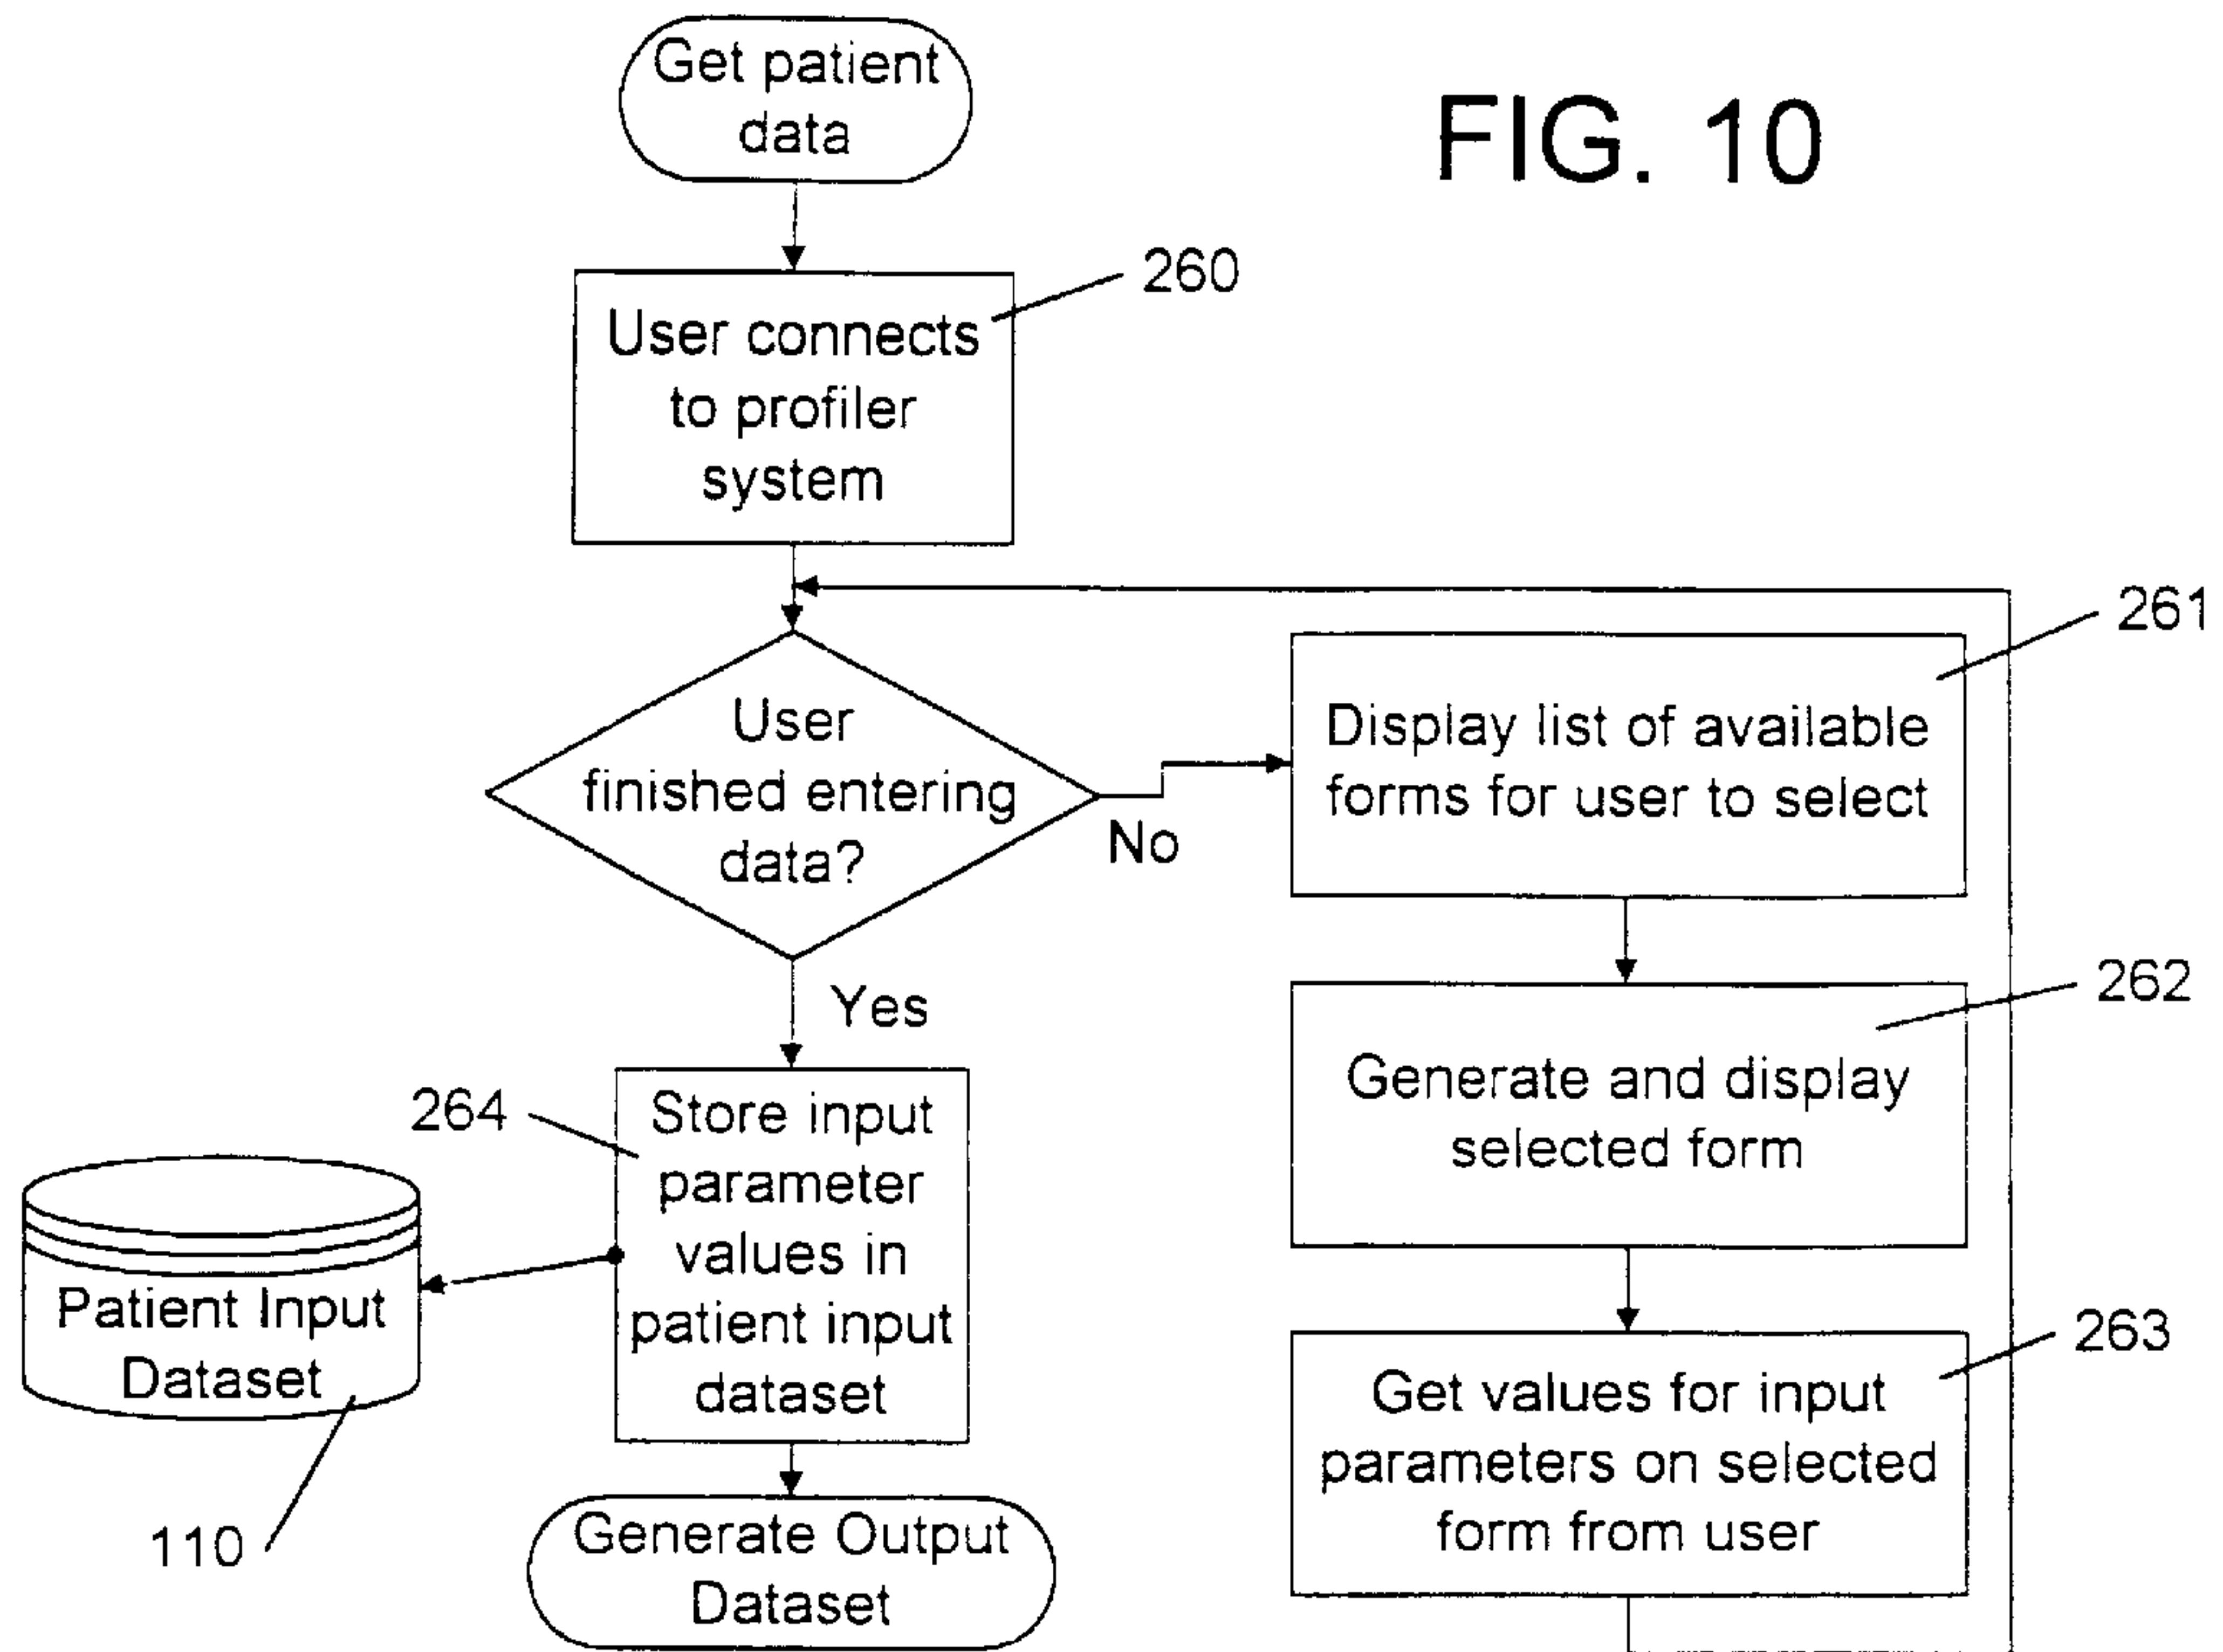 Get patient
data
FIG. 10
260
User connects
to profiler
system
261
User
finished entering
data?
No
Display list of available
forms for user to select
Yes
262
Generate and display
selected form
264
Store input
parameter
values in
patient input
dataset
Patient Input
Dataset
110
263
Get values for input
parameters on selected
form from user
Generate Output
Dataset